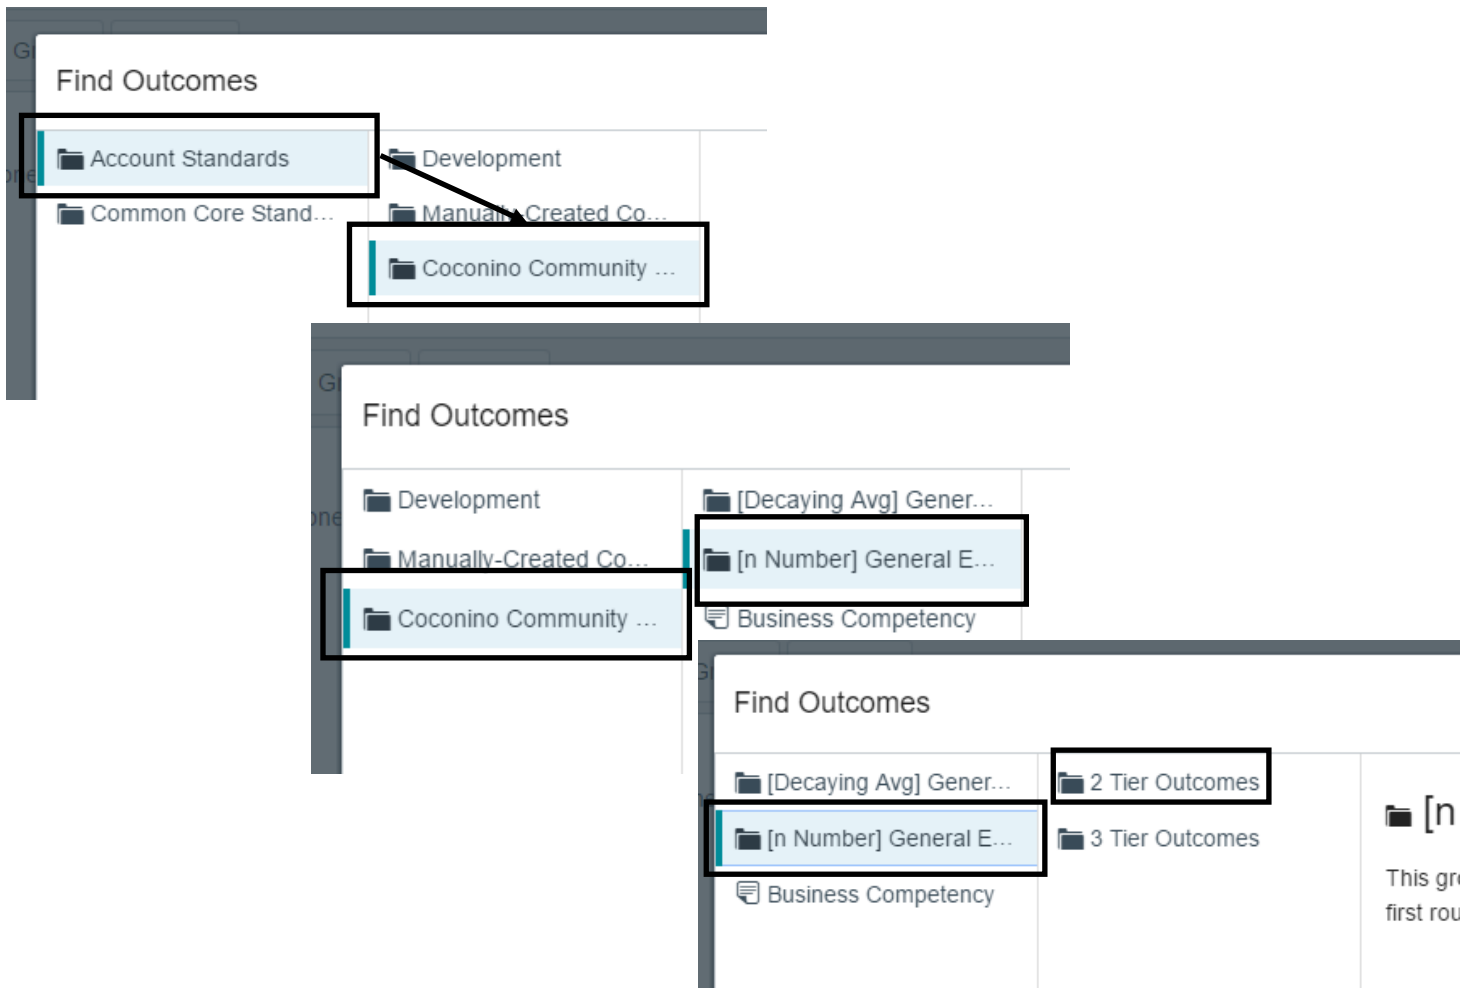 Find Outcomes
Account Standards
Common Core Stand...
Development
Manually-Created Co...
Coconino Community ...
Find Outcomes
Development
Manually-Created Co...
Coconino Community ...
[Decaying Avg] Gener...
[n Number] General E...
Business Competency
Find Outcomes
[Decaying Avg] Gener...
[n Number] General E...
Business Competency
2 Tier Outcomes
3 Tier Outcomes
[n
This gr
first rou